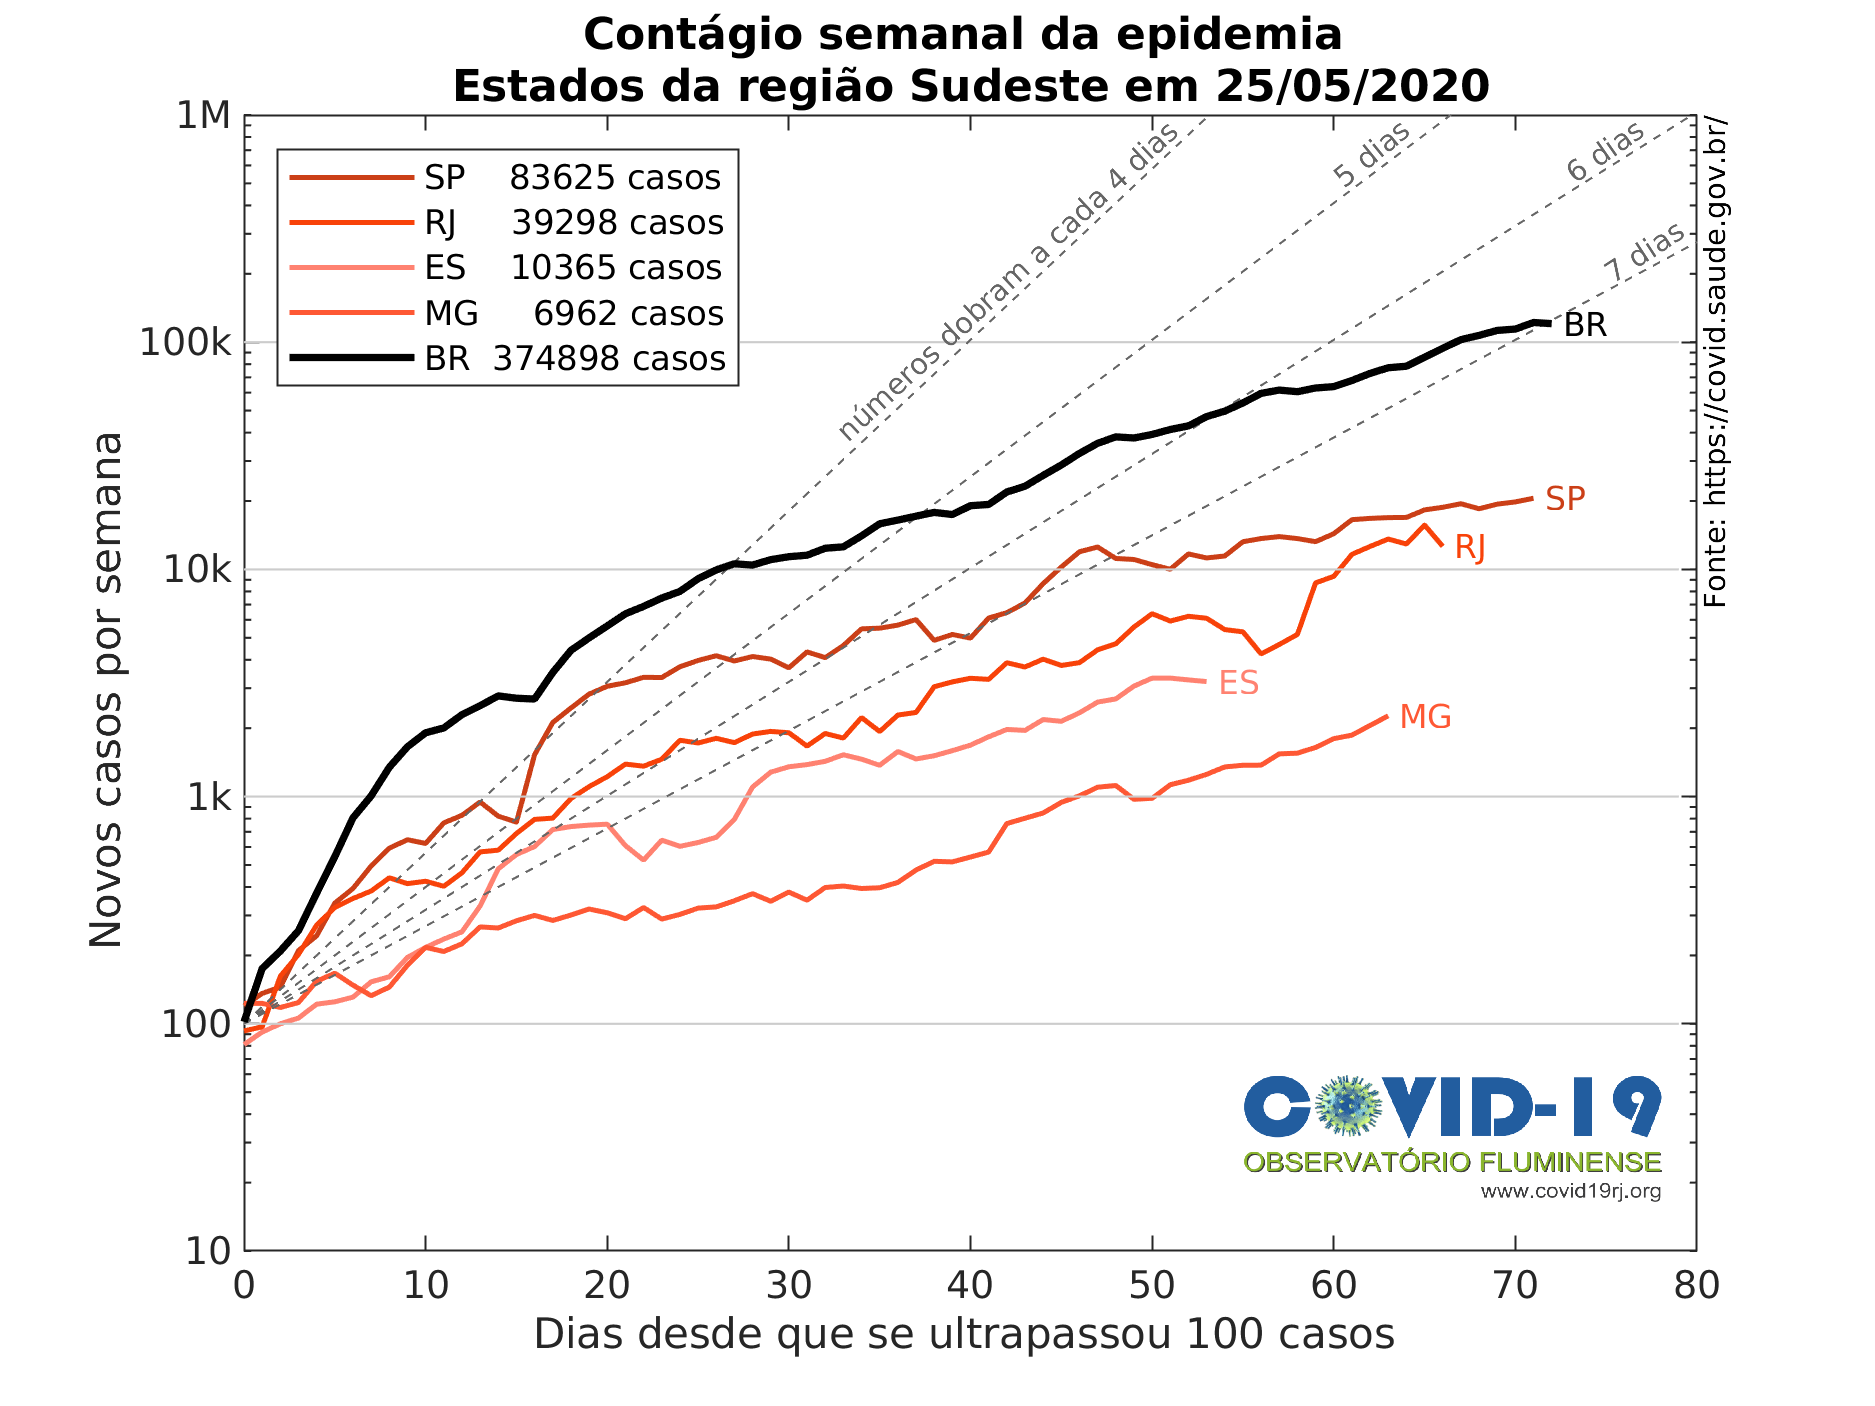 Contágio semanal da epidemia
Estados da região Sudeste em 25/05/2020
SP 83625 casos
RJ 39298 casos
ES 10365 casos
MG 6962 casos
BR 374898 casos
números dobram a cada 4 dias
5 dias
6 dias
7 dias
BR
SP
RJ
ES
MG
1M
100k
10k
1k
100
10
Novos casos por semana
0 10 20 30 40 50 60 70 80
Dias desde que se ultrapassou 100 casos
Fonte: https://covid.saude.gov.br/
COVID-19
OBSERVATÓRIO FLUMINENSE
www.covid19rj.org